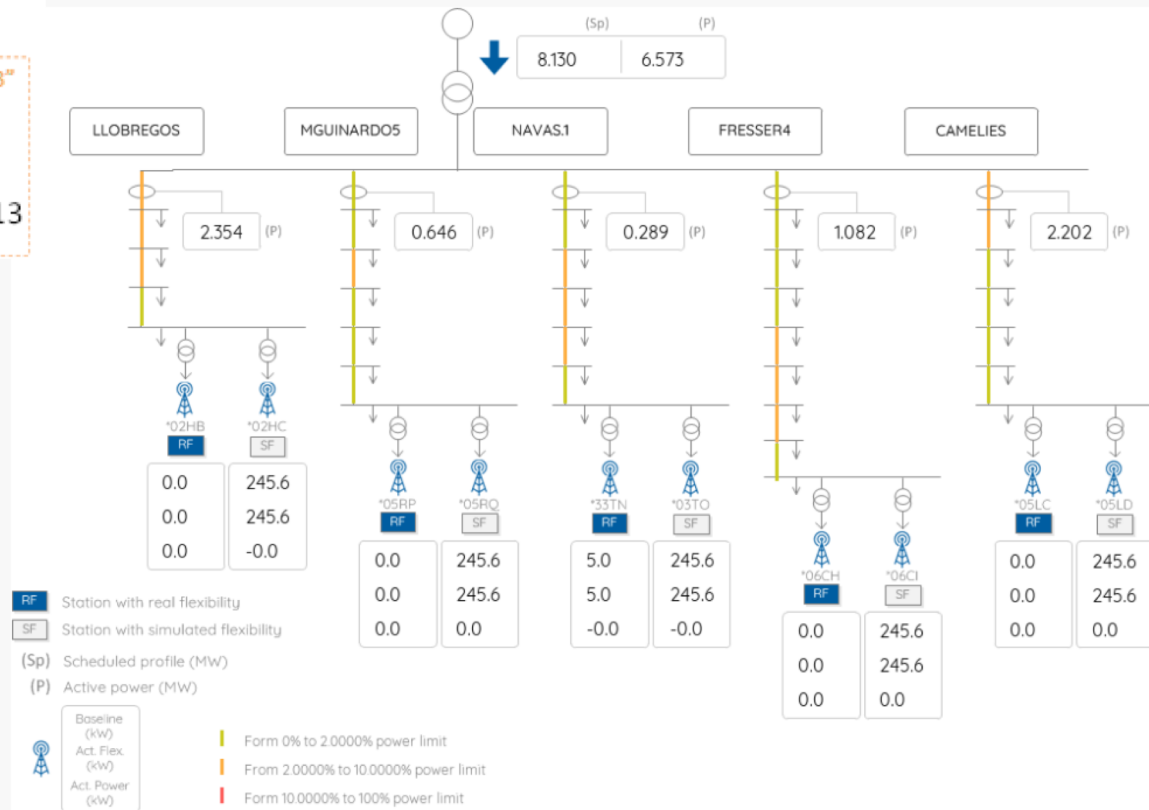 (Sp) (P)
8.130 6.573
3"
13
LLOBREGOS MGUINARDO5 NAVAS.1 FRESSER4 CAMELIES
2.354 (P) 0.646 (P) 0.289 (P) 1.082 (P) 2.202 (P)
*02HB *02HC
RF SF
0.0 245.6
0.0 245.6
0.0 -0.0
*05RP *05RQ
RF SF
0.0 245.6
0.0 245.6
0.0 0.0
*33TN *03TO
RF SF
5.0 245.6
5.0 245.6
-0.0 -0.0
*06CH *06CI
RF SF
0.0 245.6
0.0 245.6
0.0 0.0
*05LC *05LD
RF SF
0.0 245.6
0.0 245.6
0.0 0.0
RF Station with real flexibility
SF Station with simulated flexibility
(Sp) Scheduled profile (MW)
(P) Active power (MW)
Baseline
(kW)
Act. Flex.
(kW)
Act. Power
(kW)
Form 0% to 2.0000% power limit
From 2.0000% to 10.0000% power limit
Form 10.0000% to 100% power limit